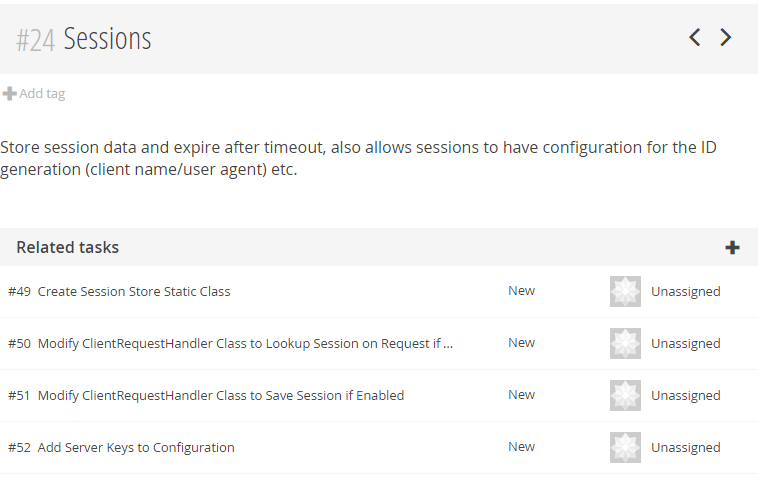 #24 Sessions
Add tag
Store session data and expire after timeout, also allows sessions to have configuration for the ID
generation (client name/user agent) etc.
Related tasks
#49 Create Session Store Static Class New Unassigned
#50 Modify ClientRequestHandler Class to Lookup Session on Request if ... New Unassigned
#51 Modify ClientRequestHandler Class to Save Session if Enabled New Unassigned
#52 Add Server Keys to Configuration New Unassigned